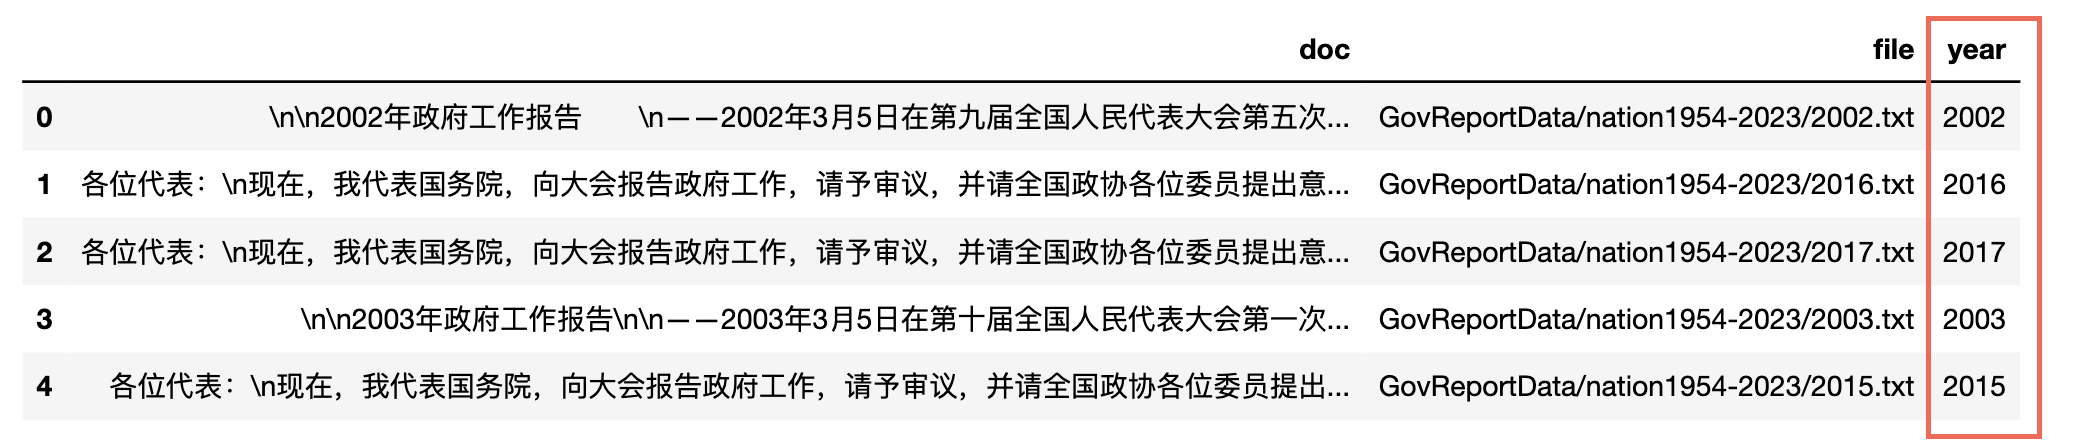 doc file year
0 \n\n2002年政府工作报告 \n——2002年3月5日在第九届全国人民代表大会第五次... GovReportData/nation1954-2023/2002.txt 2002
1 各位代表：\n现在，我代表国务院，向大会报告政府工作，请予审议，并请全国政协各位委员提出意... GovReportData/nation1954-2023/2016.txt 2016
2 各位代表：\n现在，我代表国务院，向大会报告政府工作，请予审议，并请全国政协各位委员提出意... GovReportData/nation1954-2023/2017.txt 2017
3 \n\n2003年政府工作报告\n\n——2003年3月5日在第十届全国人民代表大会第一次... GovReportData/nation1954-2023/2003.txt 2003
4 各位代表：\n现在，我代表国务院，向大会报告政府工作，请予审议，并请全国政协各位委员提出... GovReportData/nation1954-2023/2015.txt 2015